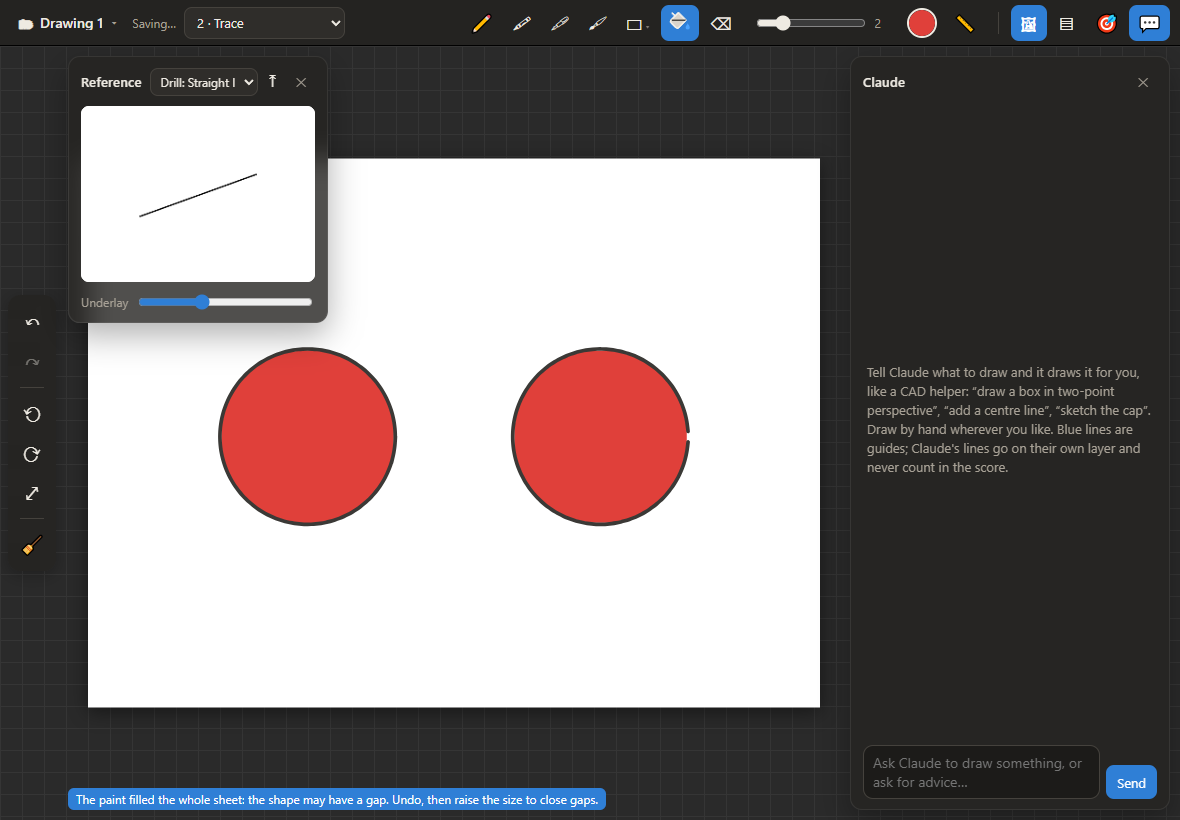 Drawing 1
Saving...
2 · Trace
2
Reference
Drill: Straight l
Underlay
Claude
Tell Claude what to draw and it draws it for you,
like a CAD helper: “draw a box in two-point
perspective”, “add a centre line”, “sketch the cap”.
Draw by hand wherever you like. Blue lines are
guides; Claude's lines go on their own layer and
never count in the score.
Ask Claude to draw something, or
ask for advice...
Send
The paint filled the whole sheet: the shape may have a gap. Undo, then raise the size to close gaps.